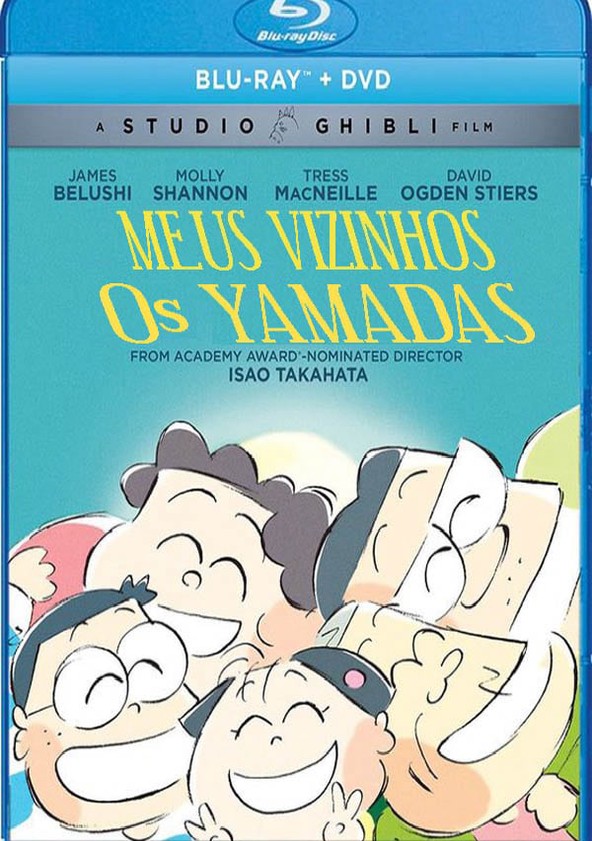 Blu-ray Disc
BLU-RAY™ + DVD
A STUDIO GHIBLI FILM
JAMES BELUSHI MOLLY SHANNON TRESS MACNEILLE DAVID OGDEN STIERS
MEUS VIZINHOS
Os YAMADAS
FROM ACADEMY AWARD®-NOMINATED DIRECTOR
ISAO TAKAHATA